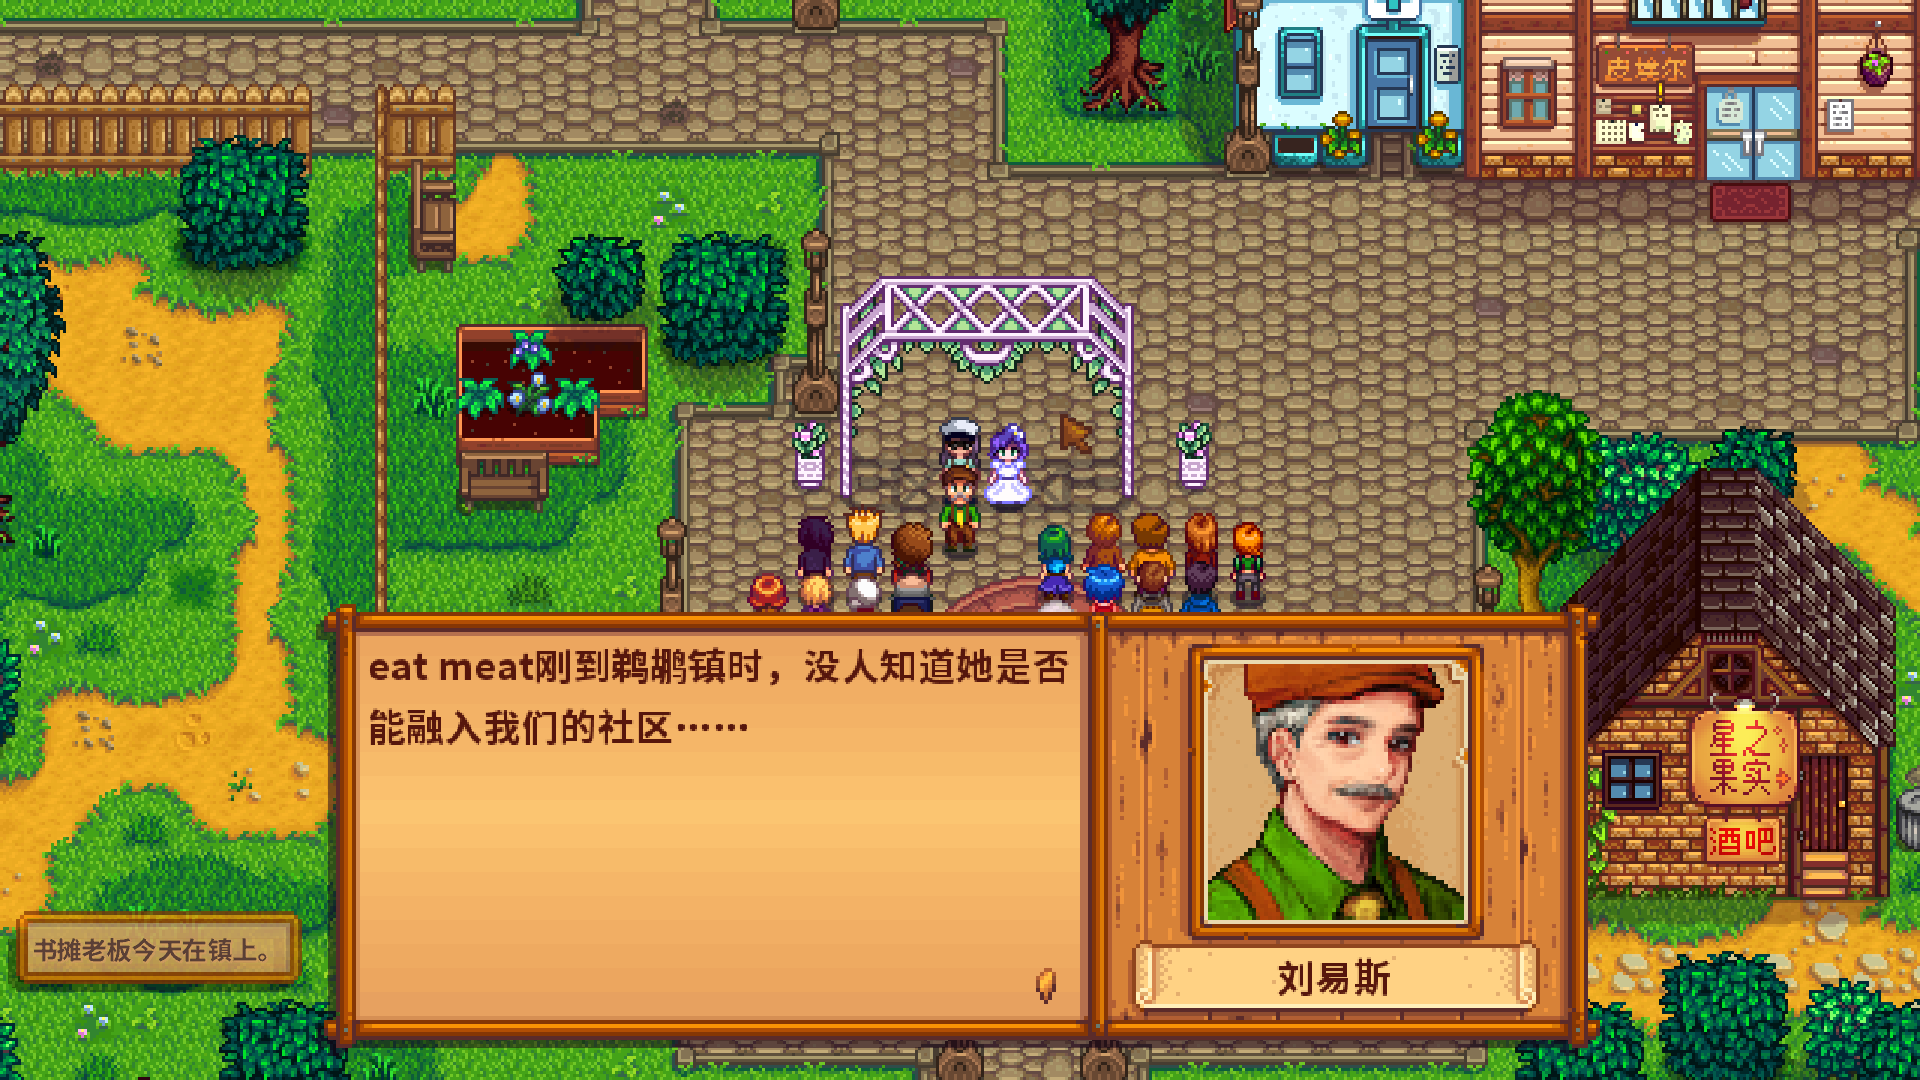 皮埃尔
eat meat刚到鹈鹕镇时，没人知道她是否
能融入我们的社区……
星之
果实
酒吧
书摊老板今天在镇上。
刘易斯